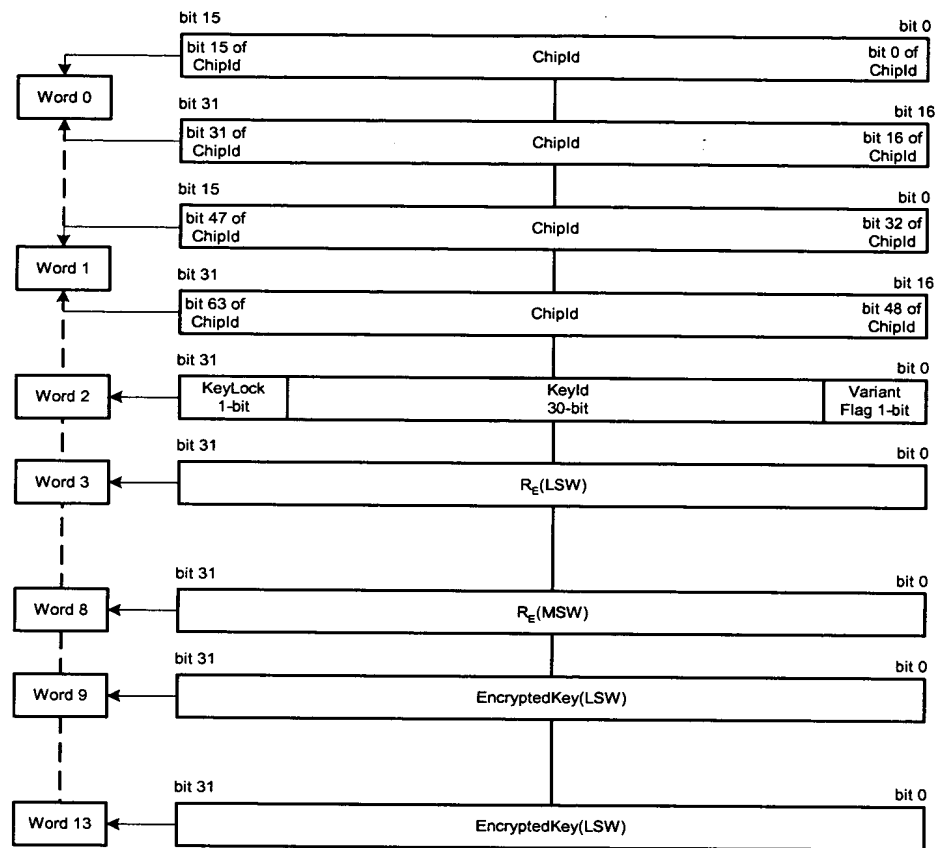 bit 15
bit 0
bit 15 of
ChipId
ChipId
bit 0 of
ChipId
Word 0
bit 31
bit 16
bit 31 of
ChipId
ChipId
bit 16 of
ChipId
bit 15
bit 0
bit 47 of
ChipId
ChipId
bit 32 of
ChipId
Word 1
bit 31
bit 16
bit 63 of
ChipId
ChipId
bit 48 of
ChipId
bit 31
bit 0
Word 2
KeyLock
1-bit
KeyId
30-bit
Variant
Flag 1-bit
bit 31
bit 0
Word 3
R_E(LSW)
bit 31
bit 0
Word 8
R_E(MSW)
bit 31
bit 0
Word 9
EncryptedKey(LSW)
bit 31
bit 0
Word 13
EncryptedKey(LSW)